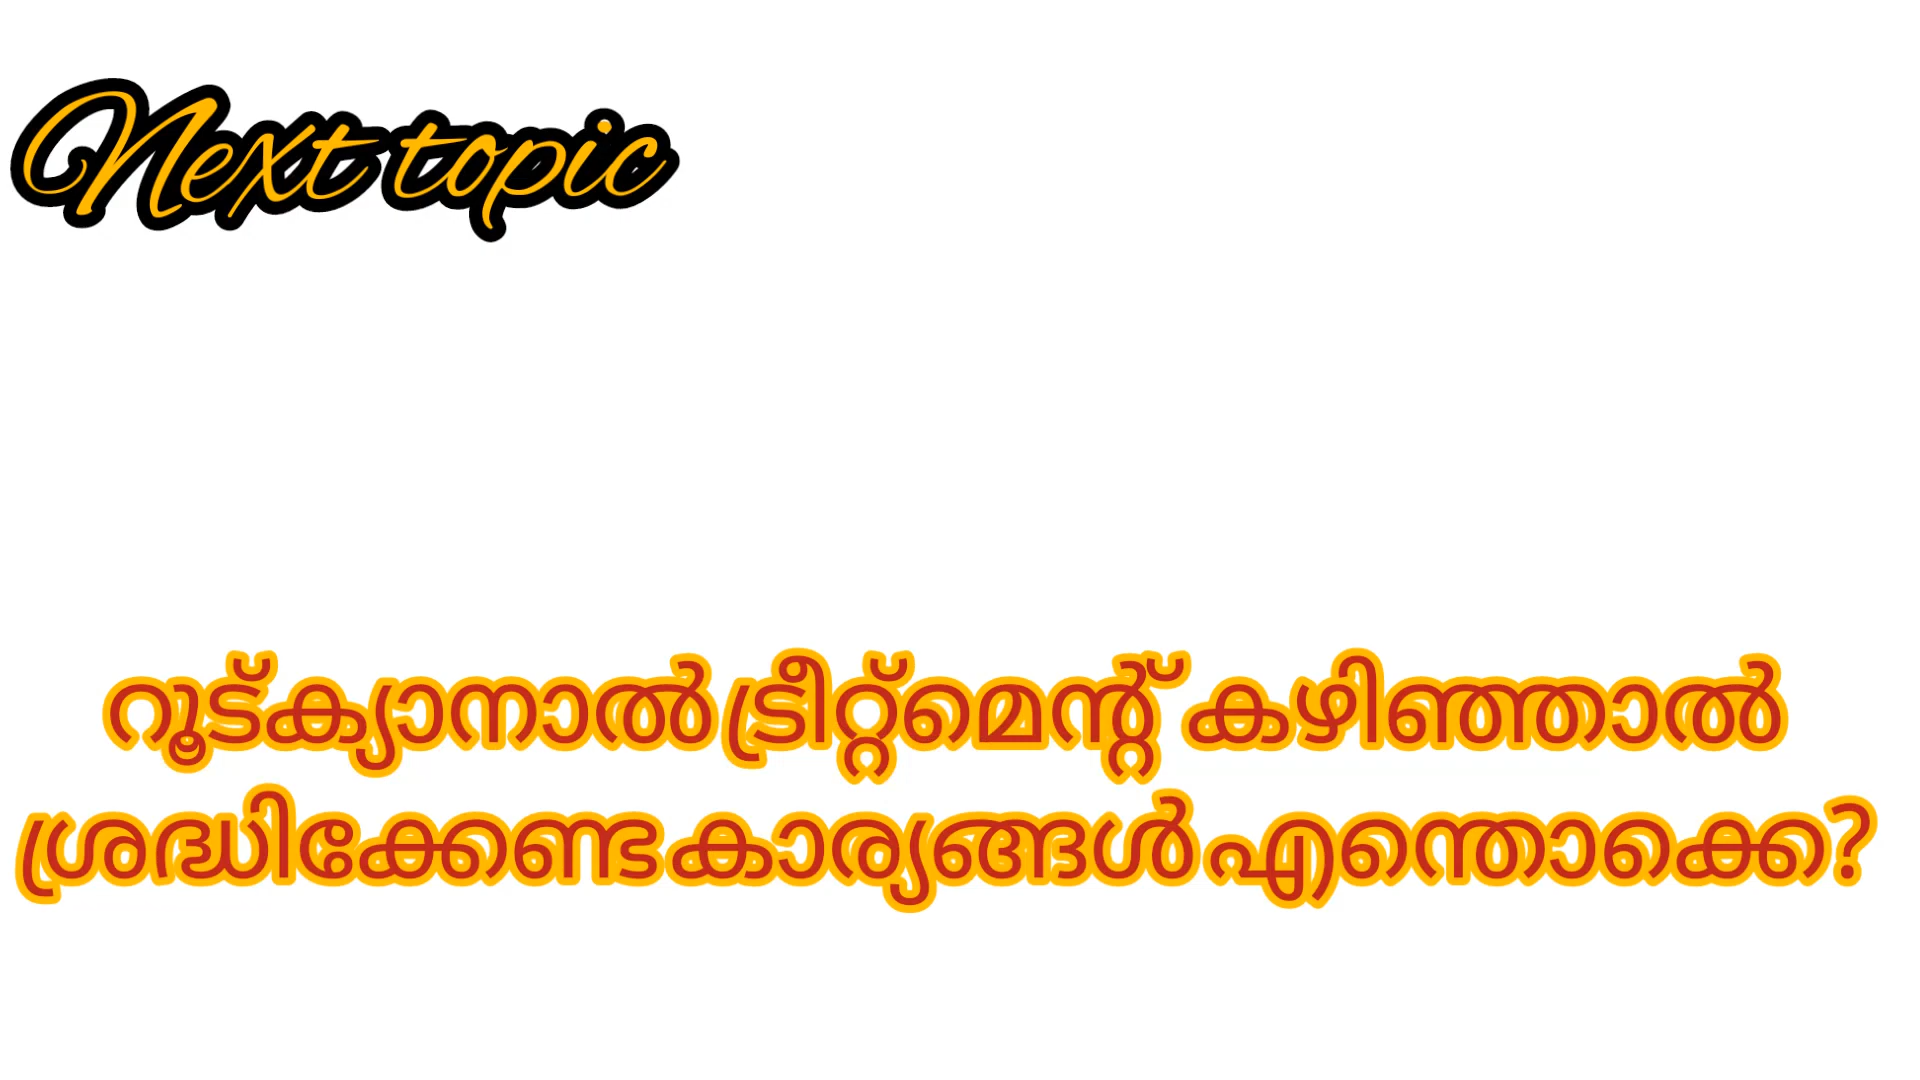 Next topic
റൂട്ക്യാനാൽ ട്രീറ്റ്മെന്റ് കഴിഞ്ഞാൽ
ശ്രദ്ധിക്കേണ്ട കാര്യങ്ങൾ എന്തൊക്കെ?